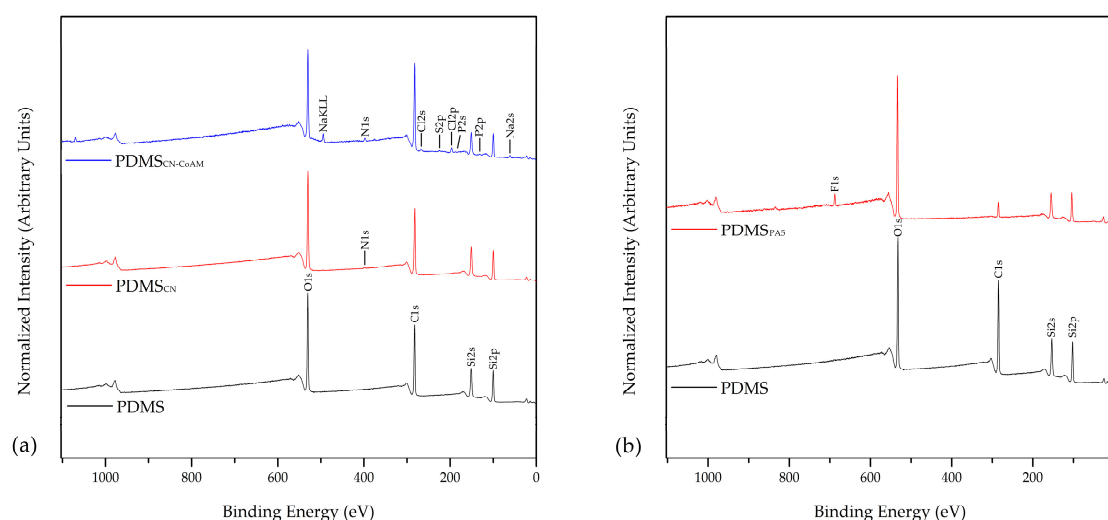 Normalized Intensity (Arbitrary Units)
NaKLL
N1s
Cl2s
S2p
Cl2p
P2s
P2p
Na2s
PDMSCN-CoAM
N1s
PDMSCN
O1s
C1s
Si2s
Si2p
PDMS
(a)
1000 800 600 400 200 0
Binding Energy (eV)
Normalized Intensity (Arbitrary Units)
F1s
PDMSPA5
O1s
C1s
Si2s
Si2p
PDMS
(b)
1000 800 600 400 200
Binding Energy (eV)